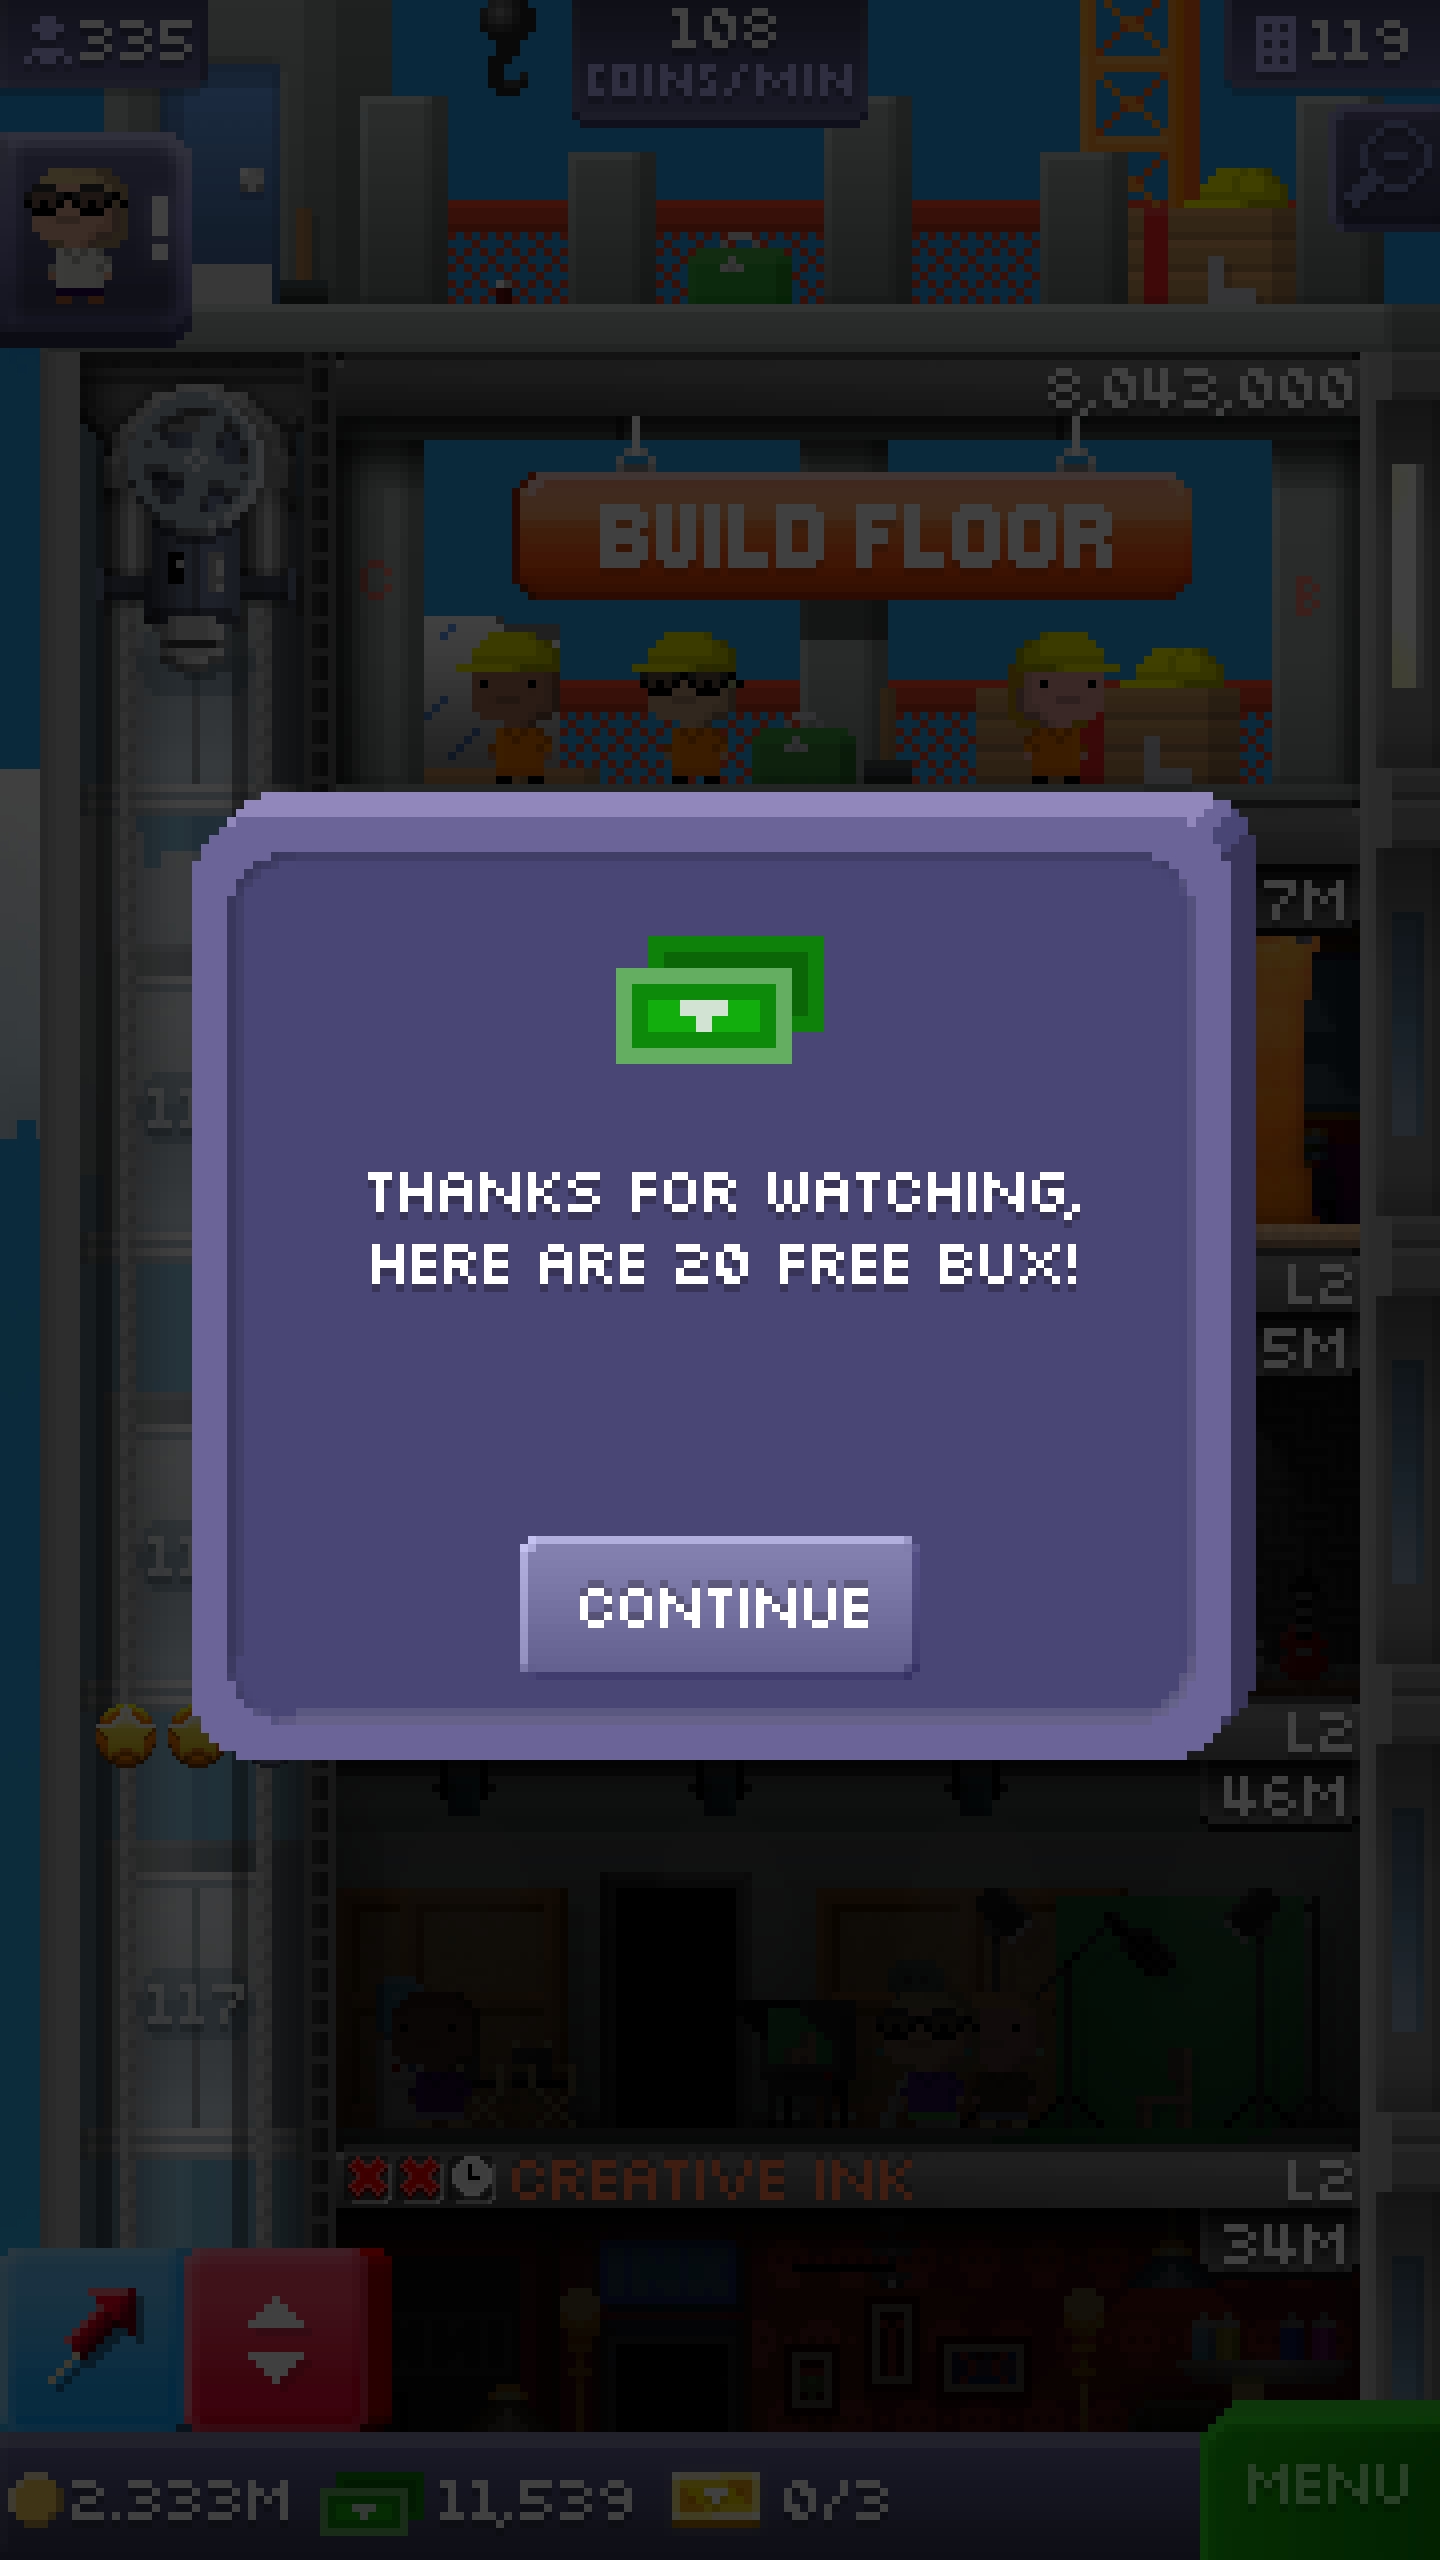 335
108
COINS/MIN
119
!
8,043,000
BUILD FLOOR
C
B
7M
THANKS FOR WATCHING,
HERE ARE 20 FREE BUX!
L2
5M
CONTINUE
L2
46M
117
CREATIVE INK
L2
34M
2.333M
11,539
0/3
MENU